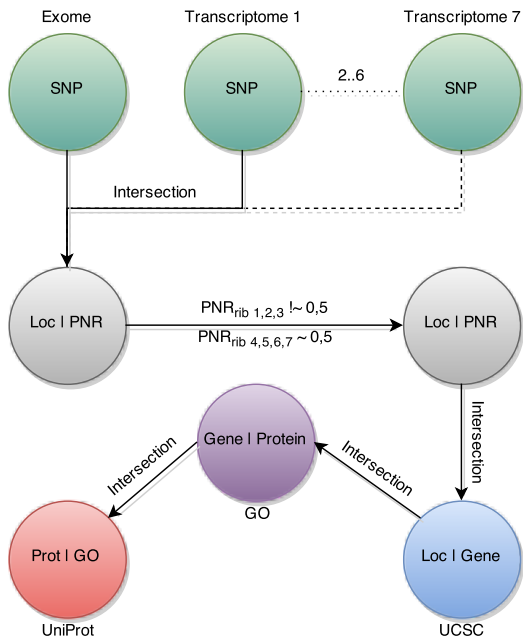 Exome
Transcriptome 1
Transcriptome 7
SNP
SNP
2..6
SNP
Intersection
Loc | PNR
PNRrib 1,2,3 !~ 0,5
PNRrib 4,5,6,7 ~ 0,5
Loc | PNR
Intersection
Gene | Protein
GO
Intersection
Intersection
Prot | GO
UniProt
Loc | Gene
UCSC